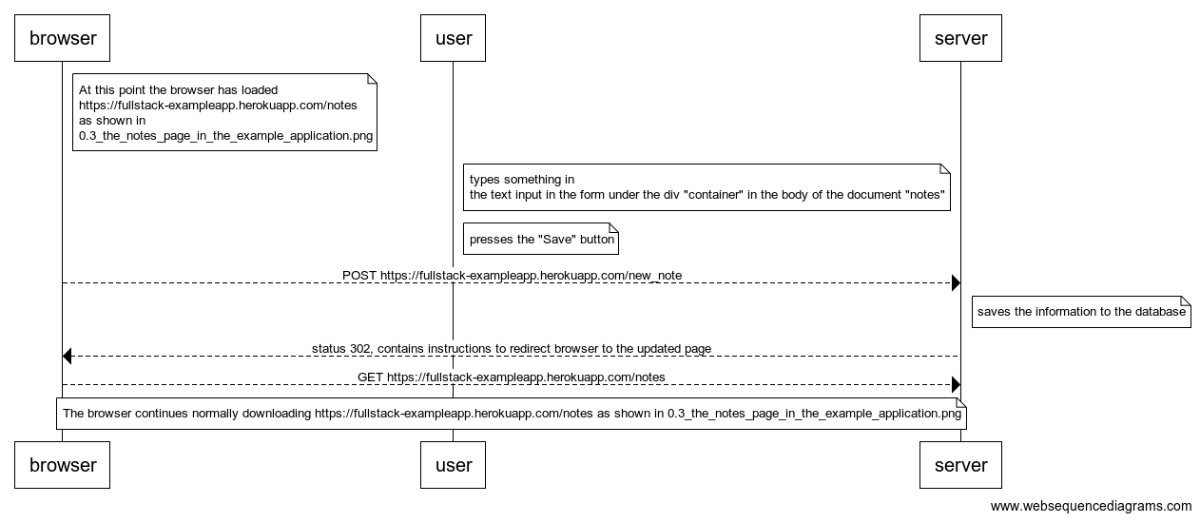 browser
user
server
At this point the browser has loaded
https://fullstack-exampleapp.herokuapp.com/notes
as shown in
0.3_the_notes_page_in_the_example_application.png
types something in
the text input in the form under the div "container" in the body of the document "notes"
presses the "Save" button
POST https://fullstack-exampleapp.herokuapp.com/new_note
saves the information to the database
status 302, contains instructions to redirect browser to the updated page
GET https://fullstack-exampleapp.herokuapp.com/notes
The browser continues normally downloading https://fullstack-exampleapp.herokuapp.com/notes as shown in 0.3_the_notes_page_in_the_example_application.png
browser
user
server
www.websequencediagrams.com